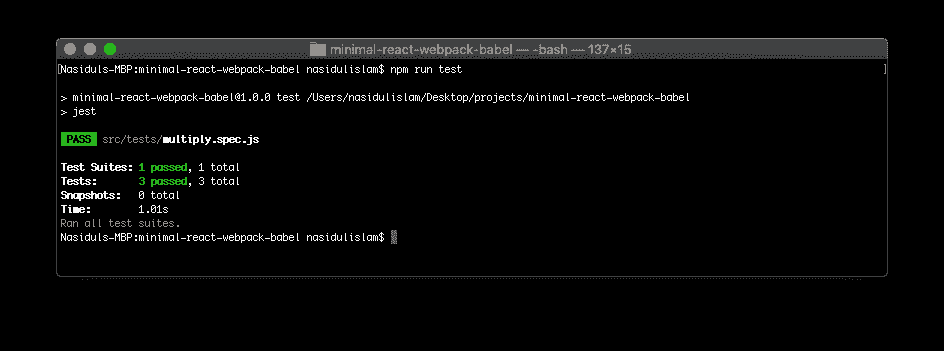 minimal-react-webpack-babel — -bash — 137×15
[Nasiduls-MBP:minimal-react-webpack-babel nasidulislam$ npm run test ]
> minimal-react-webpack-babel@1.0.0 test /Users/nasidulislam/Desktop/projects/minimal-react-webpack-babel
> jest
PASS src/tests/multiply.spec.js
Test Suites: 1 passed, 1 total
Tests: 3 passed, 3 total
Snapshots: 0 total
Time: 1.01s
Ran all test suites.
Nasiduls-MBP:minimal-react-webpack-babel nasidulislam$